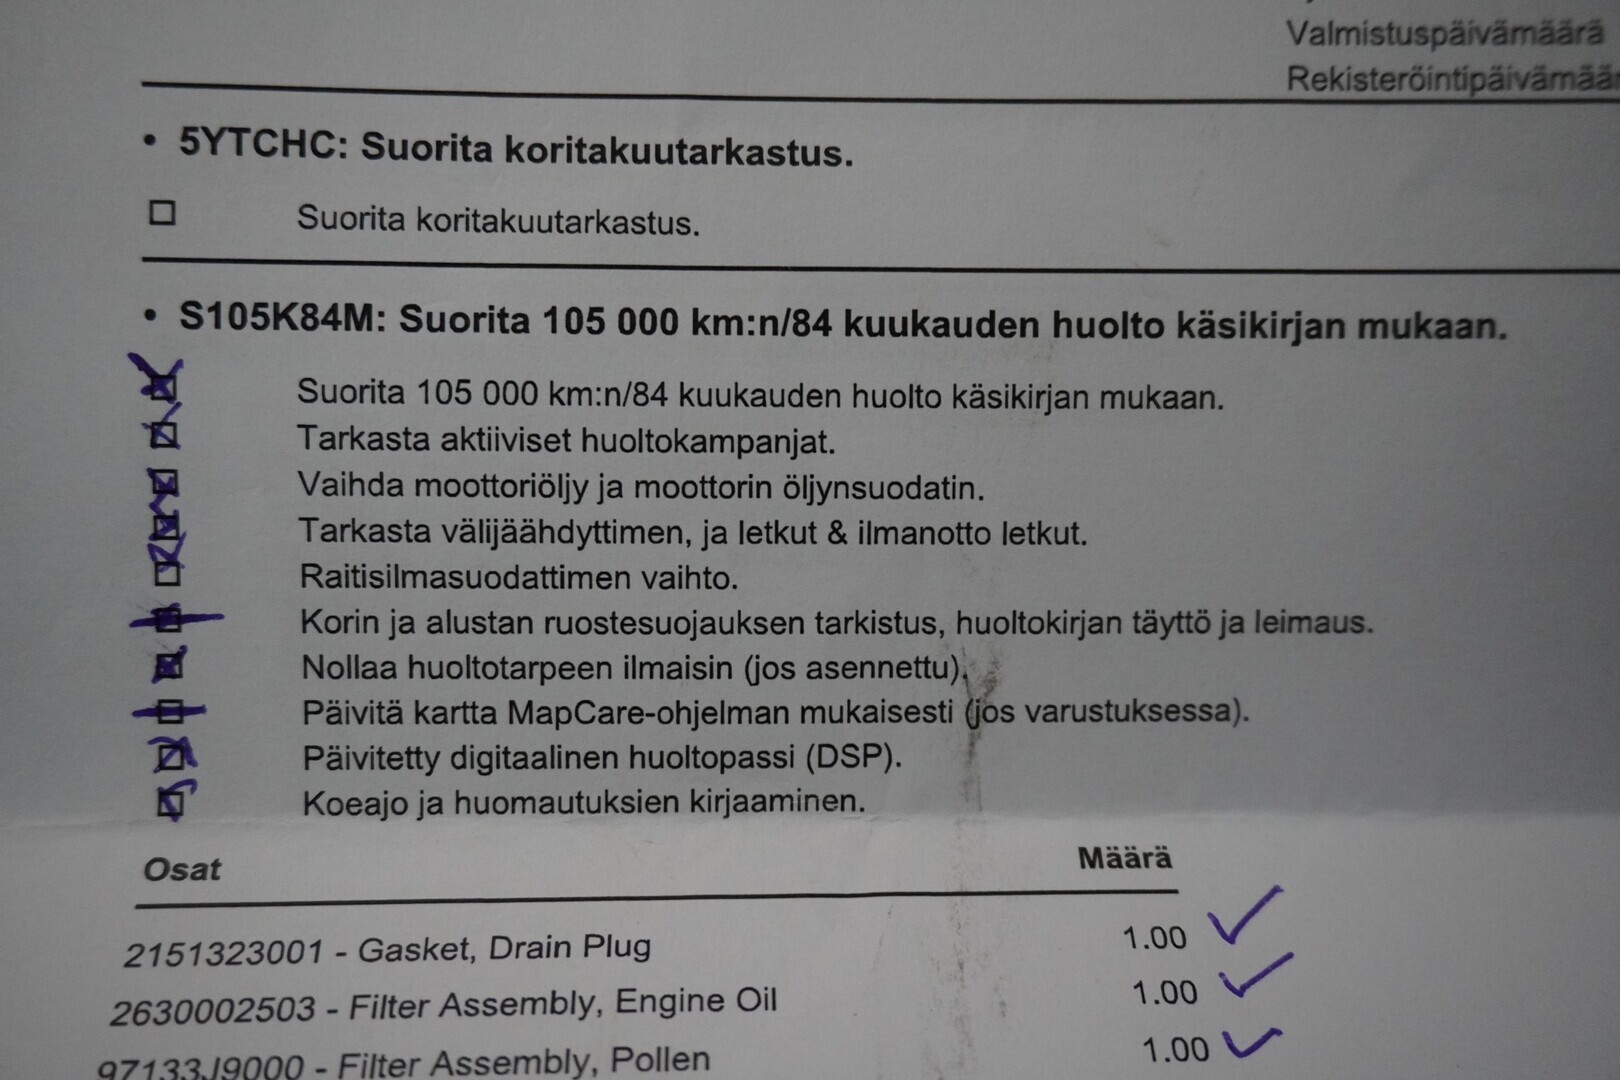 Valmistuspäivämäärä
Rekisteröintipäivämäär
• 5YTCHC: Suorita koritakuutarkastus.
Suorita koritakuutarkastus.
• S105K84M: Suorita 105 000 km:n/84 kuukauden huolto käsikirjan mukaan.
Suorita 105 000 km:n/84 kuukauden huolto käsikirjan mukaan.
Tarkasta aktiiviset huoltokampanjat.
Vaihda moottoriöljy ja moottorin öljynsuodatin.
Tarkasta välijäähdyttimen, ja letkut & ilmanotto letkut.
Raitisilmasuodattimen vaihto.
Korin ja alustan ruostesuojauksen tarkistus, huoltokirjan täyttö ja leimaus.
Nollaa huoltotarpeen ilmaisin (jos asennettu).
Päivitä kartta MapCare-ohjelman mukaisesti (jos varustuksessa).
Päivitetty digitaalinen huoltopassi (DSP).
Koeajo ja huomautuksien kirjaaminen.
Osat Määrä
2151323001 - Gasket, Drain Plug 1.00
2630002503 - Filter Assembly, Engine Oil 1.00
97133J9000 - Filter Assembly, Pollen 1.00